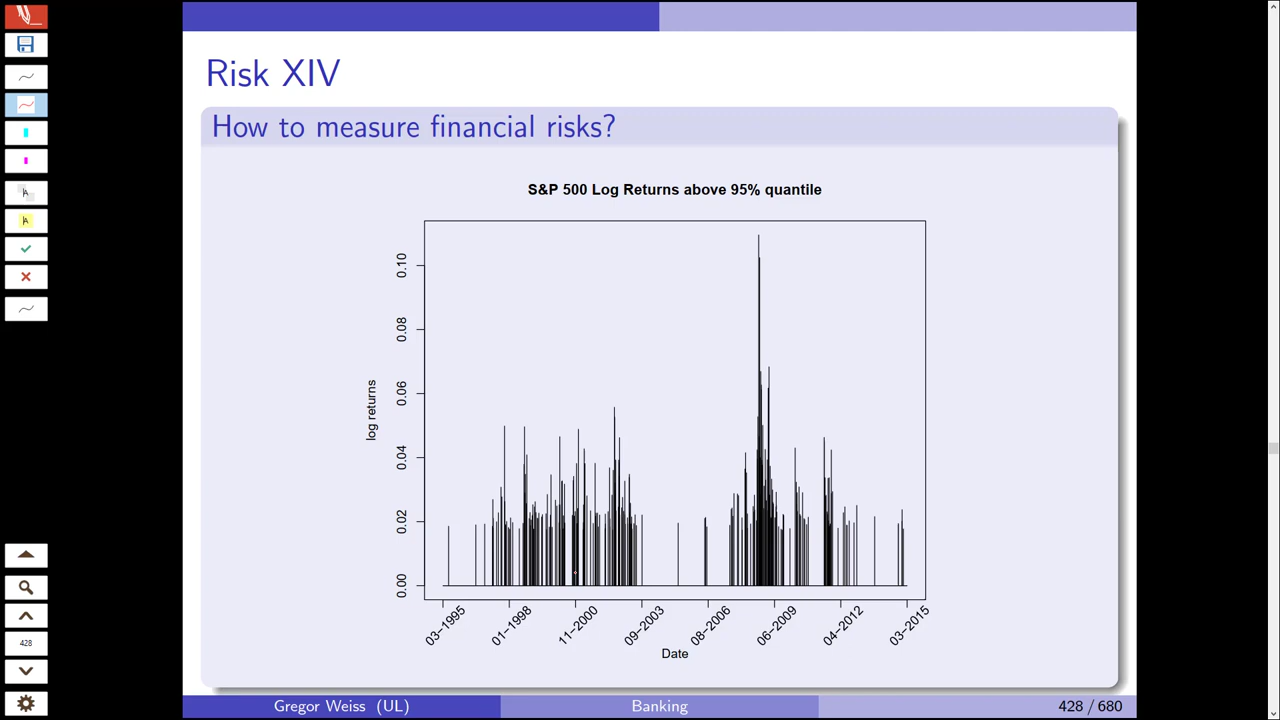 Risk XIV
How to measure financial risks?
S&P 500 Log Returns above 95% quantile
log returns
0.10
0.08
0.06
0.04
0.02
0.00
03-1995
01-1998
11-2000
09-2003
08-2006
06-2009
04-2012
03-2015
Date
Gregor Weiss (UL)
Banking
428 / 680
A
A
428